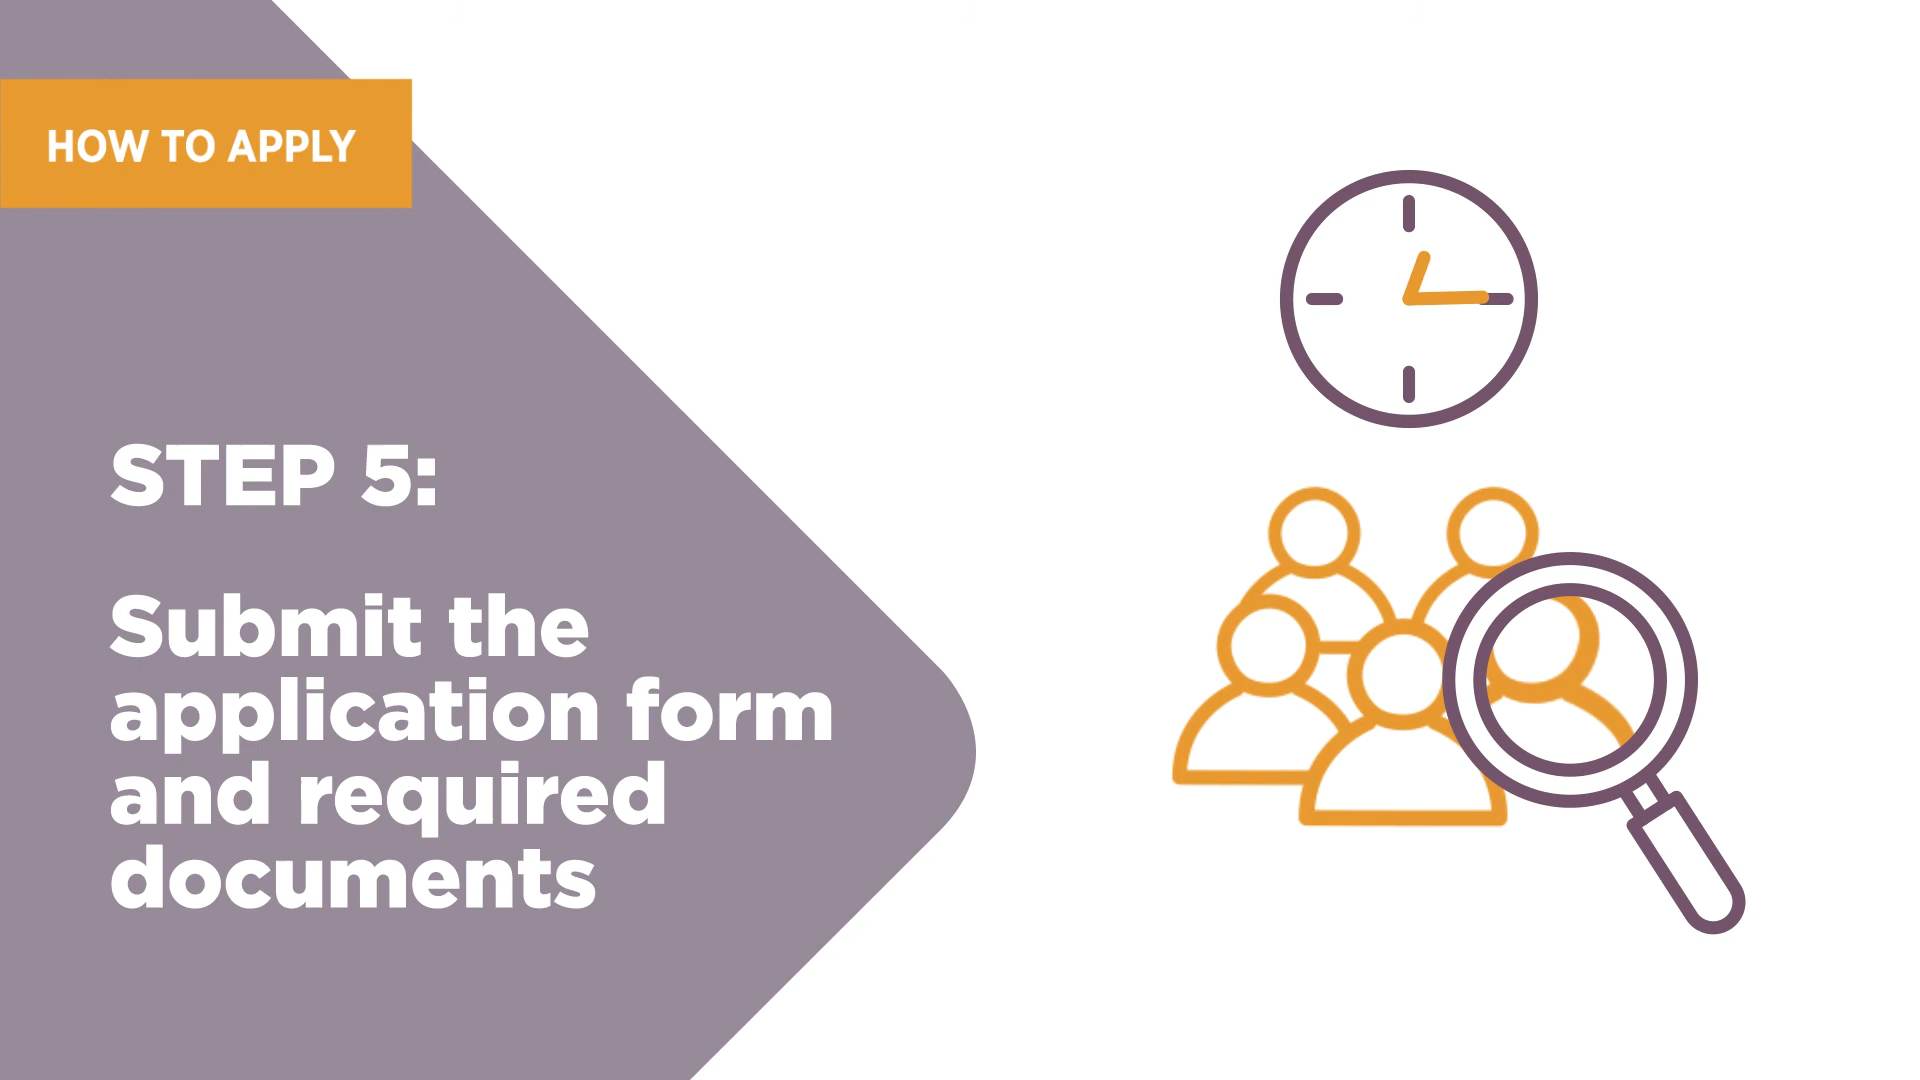 HOW TO APPLY
STEP 5:
Submit the
application form
and required
documents